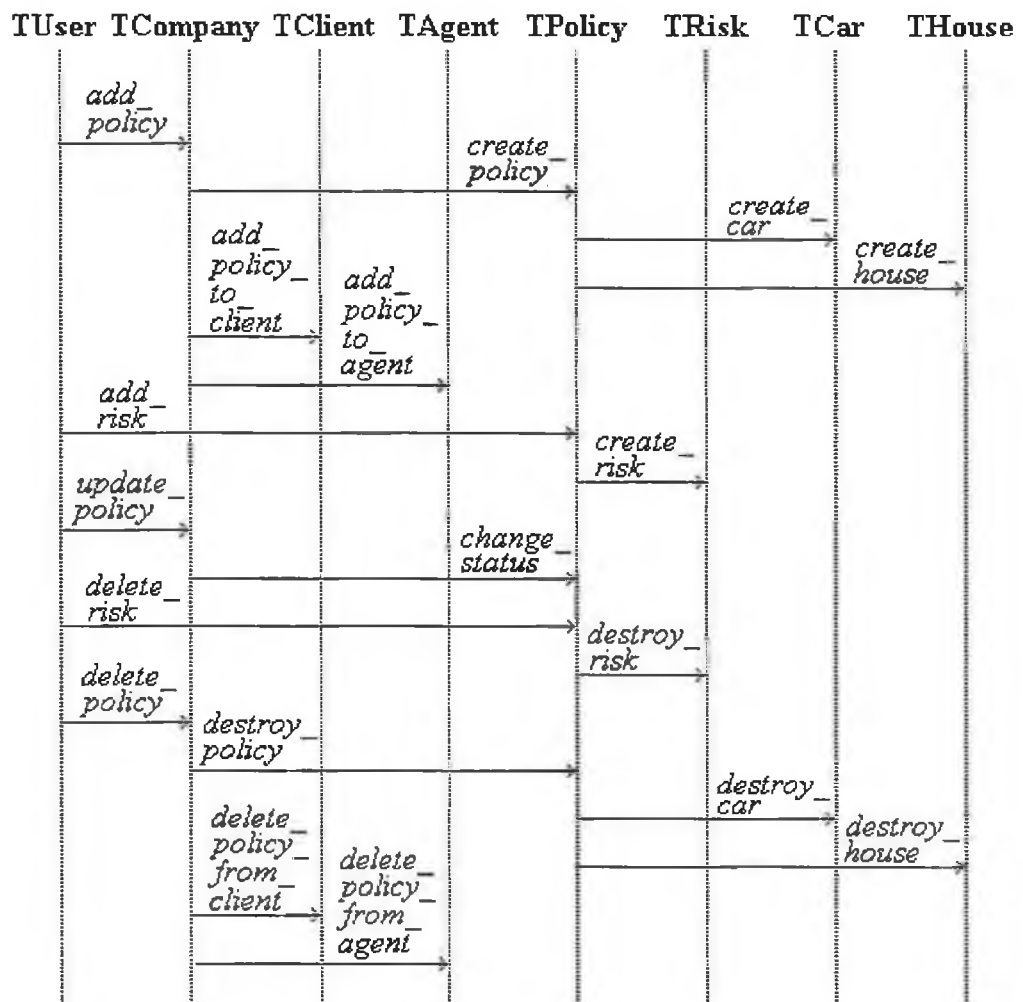 TUser TCompany TClient TAgent TPolicy TRisk TCar THouse
add_
policy
create_
policy
create_
car
create_
house
add_
policy_
to_
client
add_
policy_
to_
agent
add_
risk
create_
risk
update_
policy
change_
status
delete_
risk
destroy_
risk
delete_
policy
destroy_
policy
destroy_
car
destroy_
house
delete_
policy_
from_
client
delete_
policy_
from_
agent